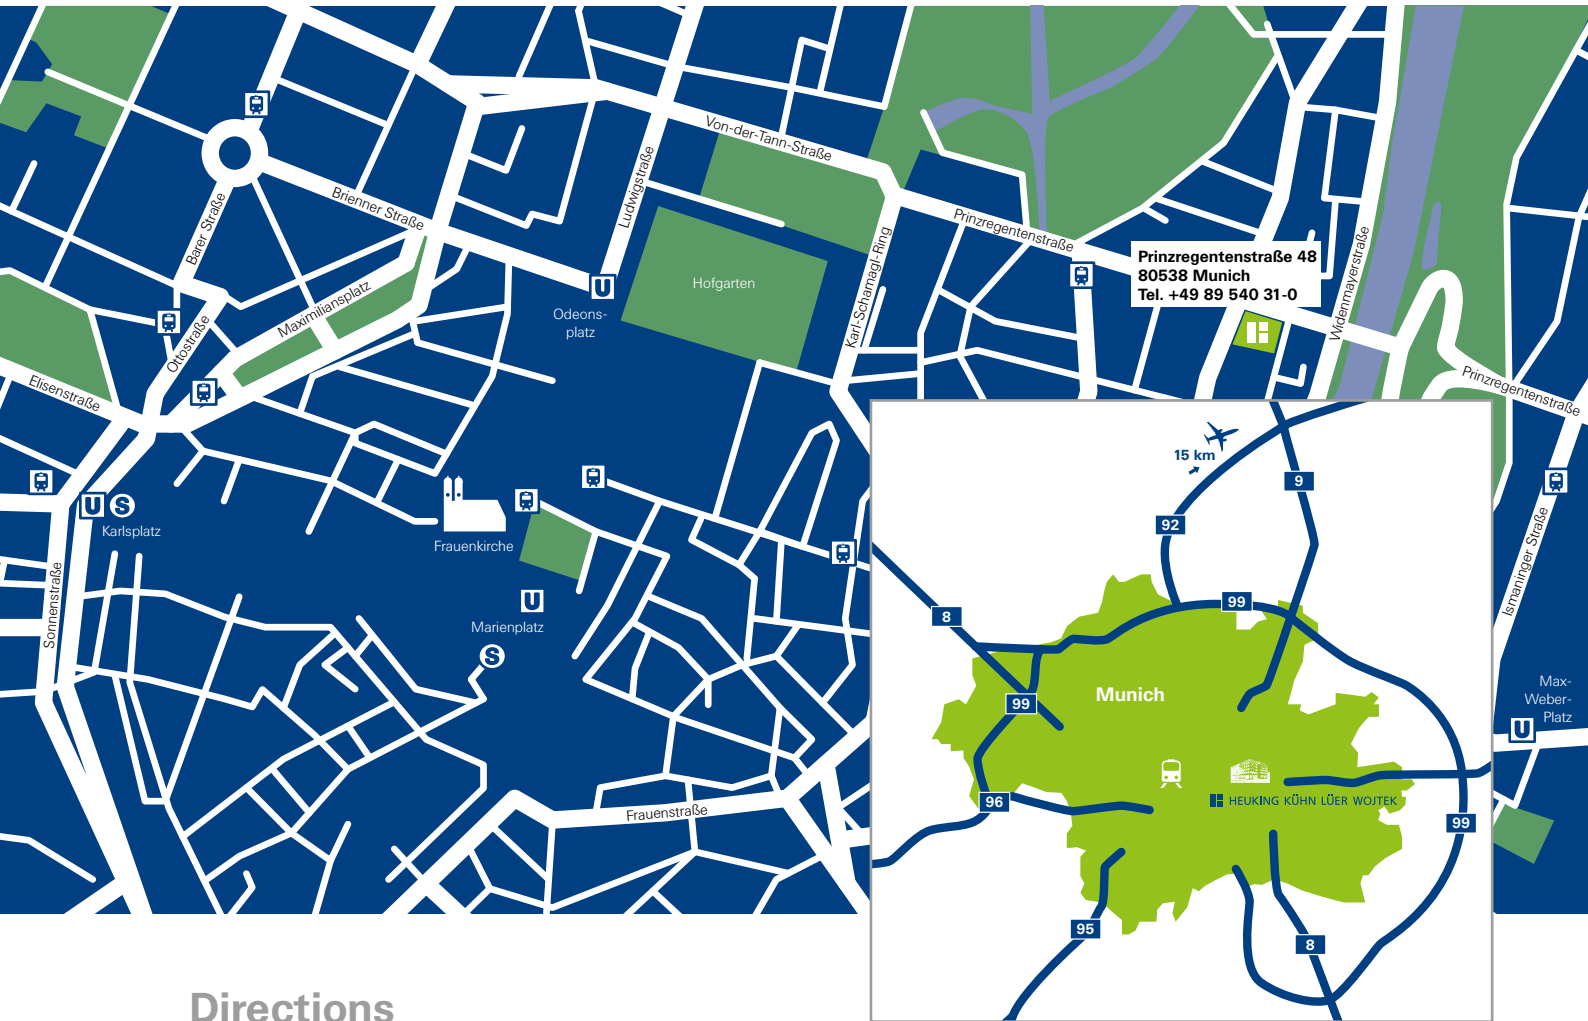 Von-der-Tann-Straße
Ludwigstraße
Brienner Straße
Barer Straße
Prinzregentenstraße
Karl-Scharnagl-Ring
Prinzregentenstraße 48
80538 Munich
Tel. +49 89 540 31-0
Widenmayerstraße
Hofgarten
U
Odeons-
platz
Maximiliansplatz
Ottostraße
Elisenstraße
Prinzregentenstraße
U S
Karlsplatz
Frauenkirche
Sonnenstraße
U
Marienplatz
S
Frauenstraße
Ismaninger Straße
Max-
Weber-
Platz
U
15 km
9
92
99
8
99
Munich
96
HEUKING KÜHN LÜER WOJTEK
99
95
8
Directions